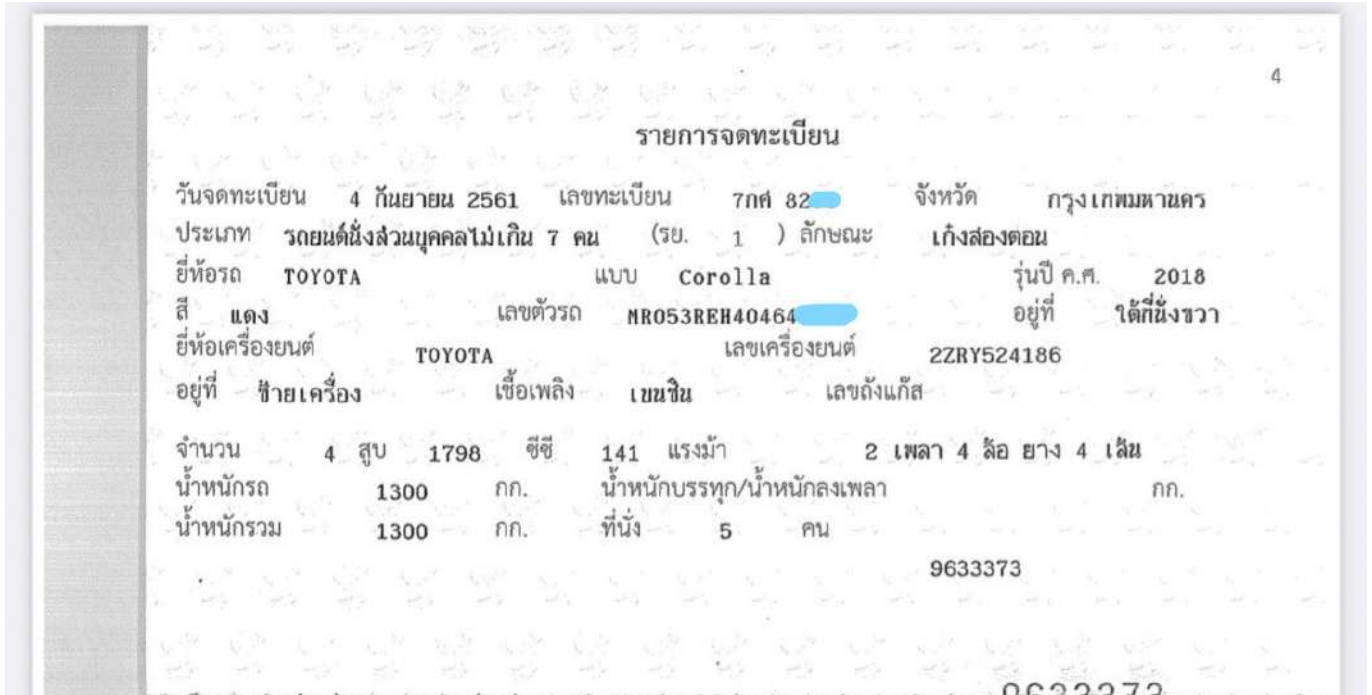 4
รายการจดทะเบียน
วันจดทะเบียน 4 กันยายน 2561 เลขทะเบียน 7กศ 82 จังหวัด กรุงเทพมหานคร
ประเภท รถยนต์นั่งส่วนบุคคลไม่เกิน 7 คน (รย. 1 ) ลักษณะ เก๋งสองตอน
ยี่ห้อรถ TOYOTA แบบ Corolla รุ่นปี ค.ศ. 2018
สี แดง เลขตัวรถ MR053REH40464 อยู่ที่ ใต้ที่นั่งขวา
ยี่ห้อเครื่องยนต์ TOYOTA เลขเครื่องยนต์ 2ZRY524186
อยู่ที่ ซ้ายเครื่อง เชื้อเพลิง เบนซิน เลขถังแก๊ส
จำนวน 4 สูบ 1798 ซีซี 141 แรงม้า 2 เพลา 4 ล้อ ยาง 4 เส้น
น้ำหนักรถ 1300 กก. น้ำหนักบรรทุก/น้ำหนักลงเพลา กก.
น้ำหนักรวม 1300 กก. ที่นั่ง 5 คน
9633373
9633373